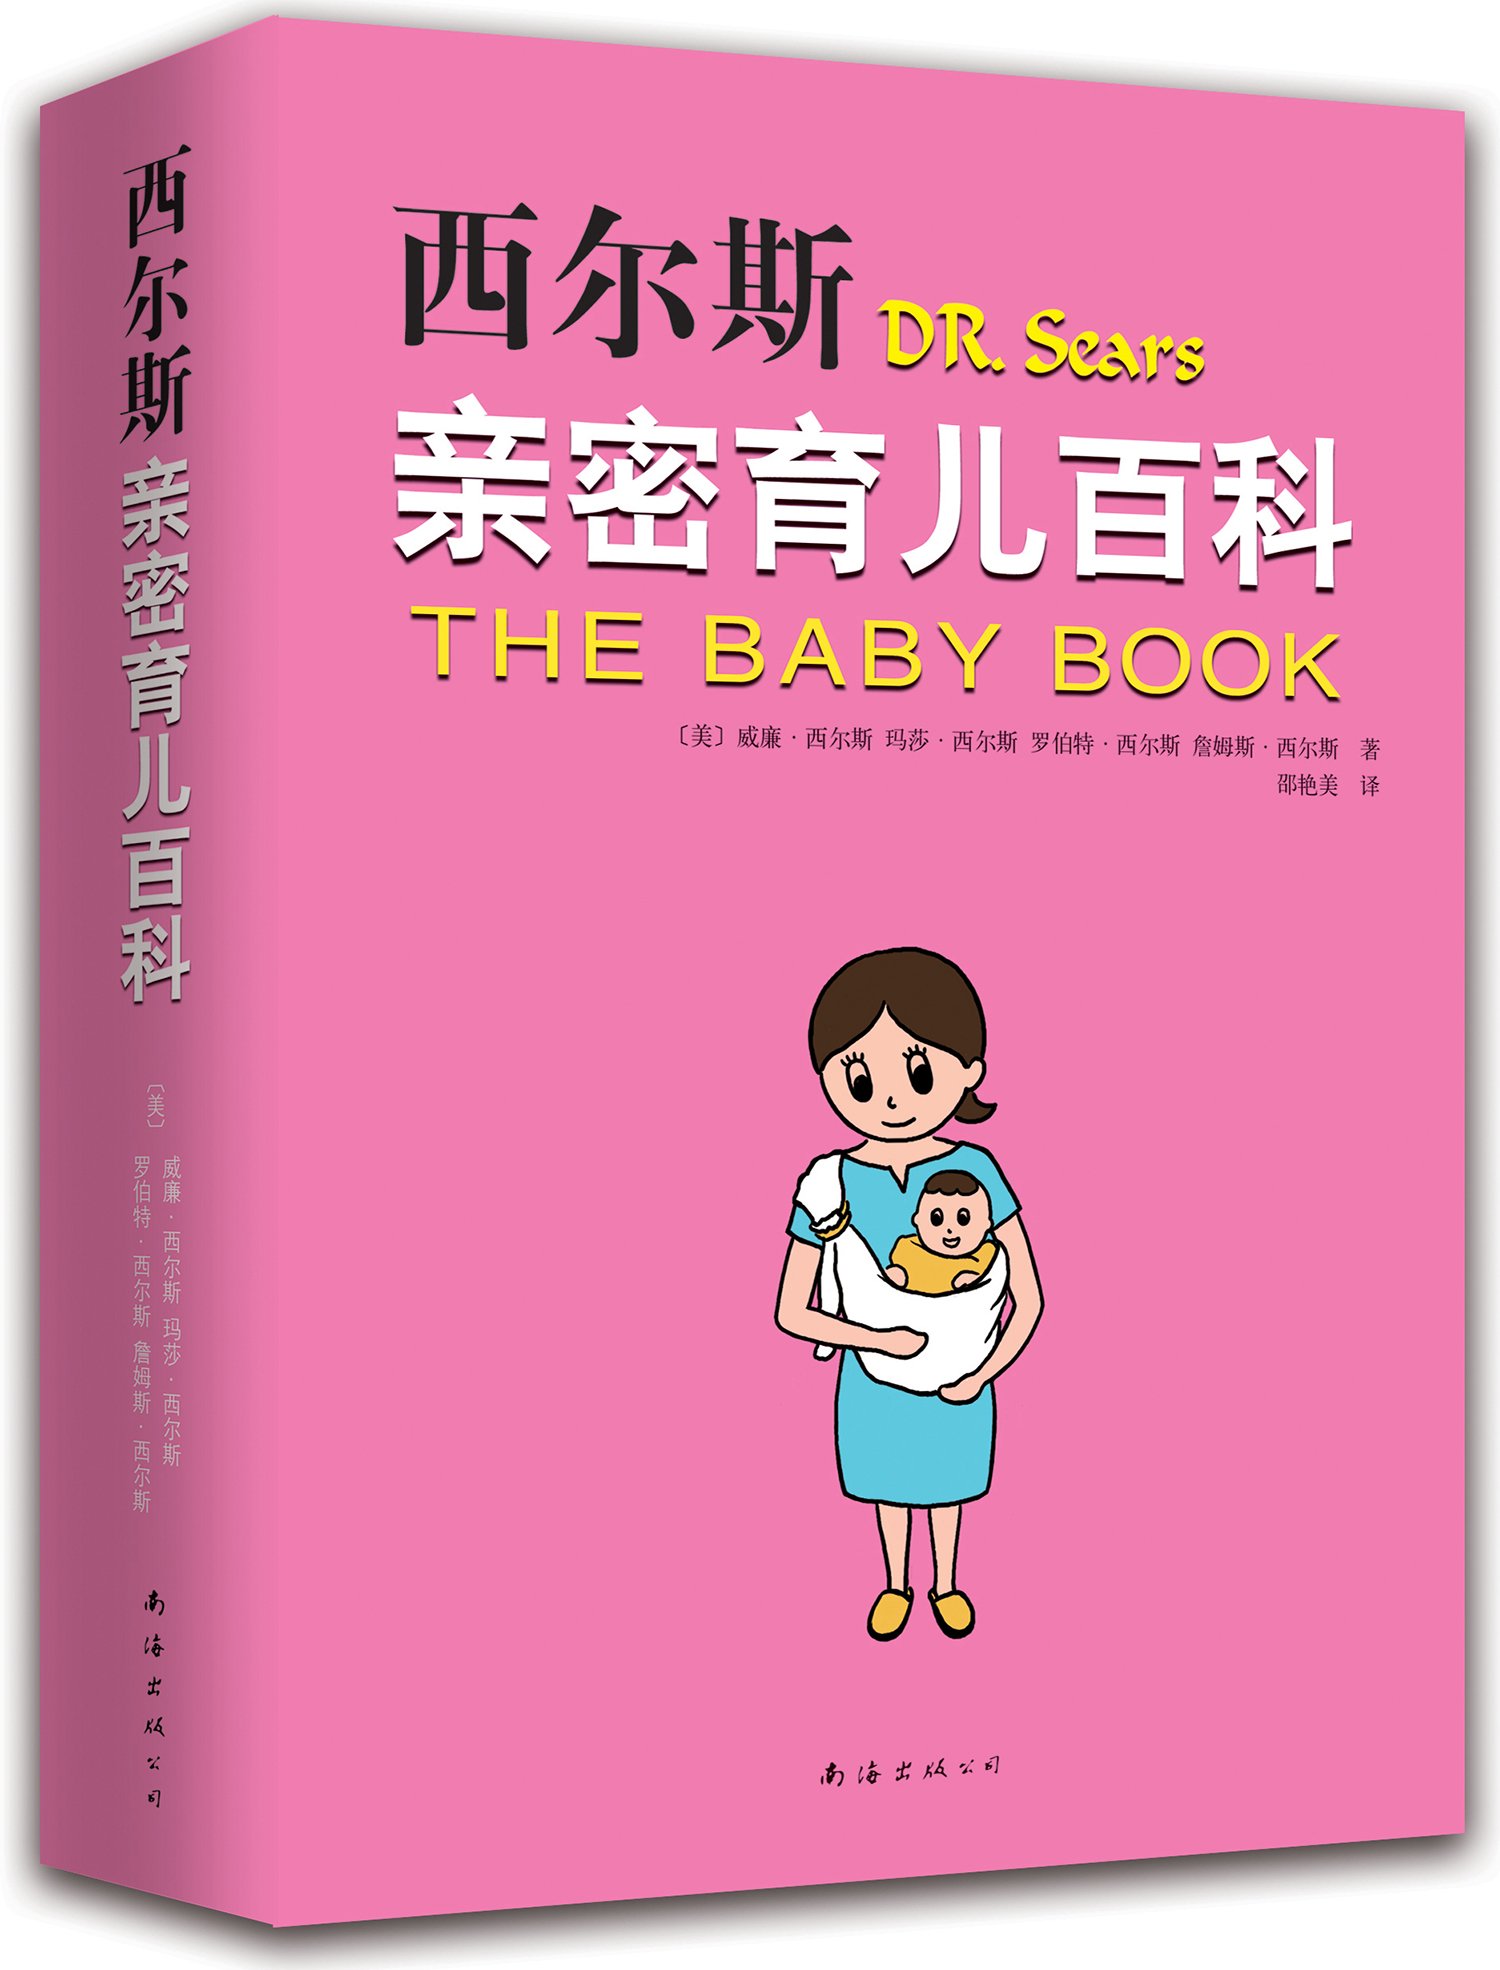 西尔斯 DR. Sears
亲密育儿百科
THE BABY BOOK
〔美〕威廉·西尔斯 玛莎·西尔斯 罗伯特·西尔斯 詹姆斯·西尔斯 著
邵艳美 译
南海出版公司
西尔斯亲密育儿百科
〔美〕
威廉·西尔斯 玛莎·西尔斯
罗伯特·西尔斯 詹姆斯·西尔斯
南海出版公司